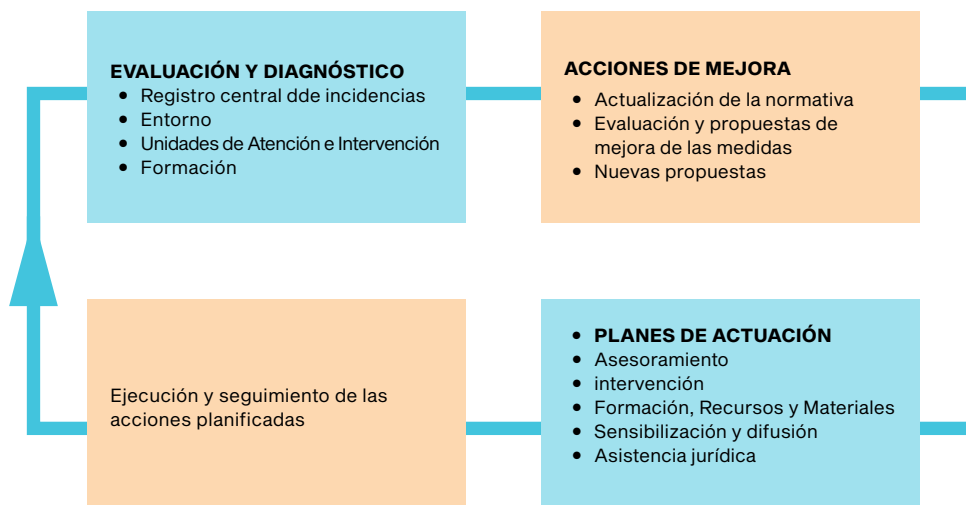 EVALUACIÓN Y DIAGNÓSTICO
• Registro central dde incidencias
• Entorno
• Unidades de Atención e Intervención
• Formación
ACCIONES DE MEJORA
• Actualización de la normativa
• Evaluación y propuestas de
mejora de las medidas
• Nuevas propuestas
Ejecución y seguimiento de las
acciones planificadas
• PLANES DE ACTUACIÓN
• Asesoramiento
• intervención
• Formación, Recursos y Materiales
• Sensibilización y difusión
• Asistencia jurídica